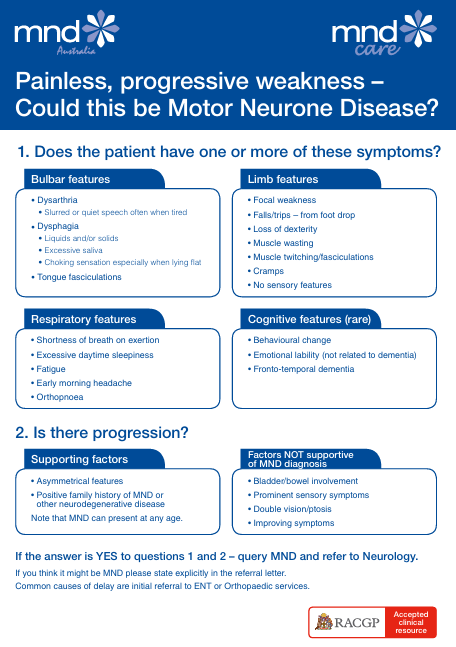 mnd
Australia
mnd
care
Painless, progressive weakness –
Could this be Motor Neurone Disease?
1. Does the patient have one or more of these symptoms?
Bulbar features
• Dysarthria
• Slurred or quiet speech often when tired
• Dysphagia
• Liquids and/or solids
• Excessive saliva
• Choking sensation especially when lying flat
• Tongue fasciculations
Limb features
• Focal weakness
• Falls/trips – from foot drop
• Loss of dexterity
• Muscle wasting
• Muscle twitching/fasciculations
• Cramps
• No sensory features
Respiratory features
• Shortness of breath on exertion
• Excessive daytime sleepiness
• Fatigue
• Early morning headache
• Orthopnoea
Cognitive features (rare)
• Behavioural change
• Emotional lability (not related to dementia)
• Fronto-temporal dementia
2. Is there progression?
Supporting factors
• Asymmetrical features
• Positive family history of MND or
other neurodegenerative disease
Note that MND can present at any age.
Factors NOT supportive
of MND diagnosis
• Bladder/bowel involvement
• Prominent sensory symptoms
• Double vision/ptosis
• Improving symptoms
If the answer is YES to questions 1 and 2 – query MND and refer to Neurology.
If you think it might be MND please state explicitly in the referral letter.
Common causes of delay are initial referral to ENT or Orthopaedic services.
RACGP
Accepted
clinical
resource